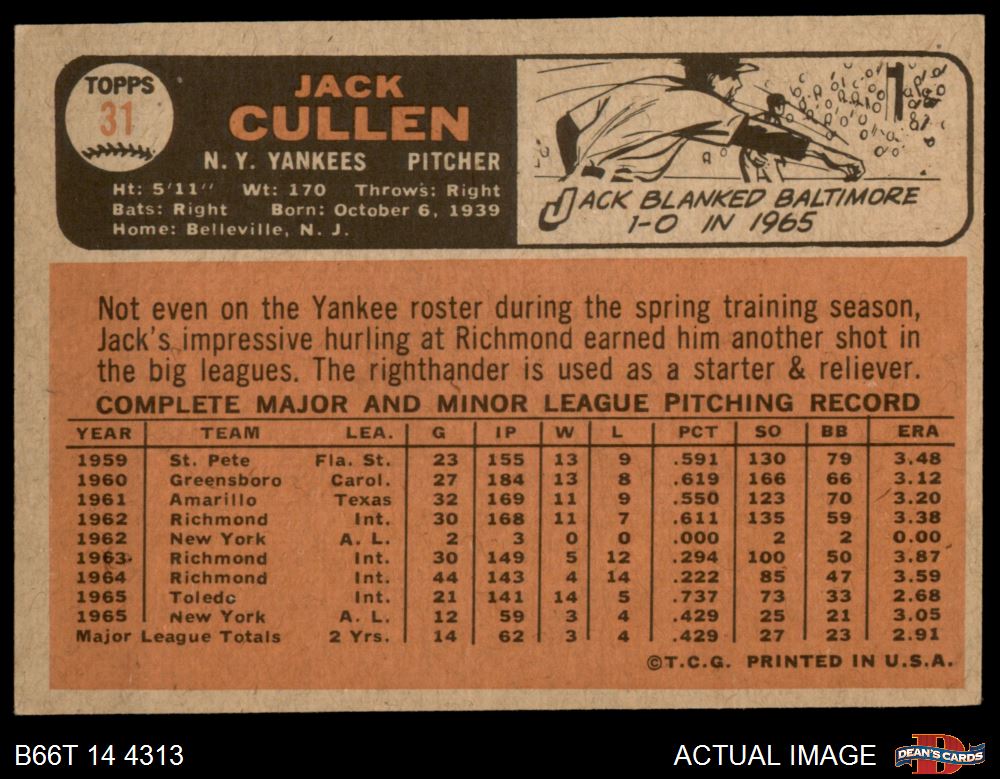 TOPPS
31
JACK
CULLEN
N. Y. YANKEES PITCHER
Ht: 5'11'' Wt: 170 Throws: Right
Bats: Right Born: October 6, 1939
Home: Belleville, N. J.
JACK BLANKED BALTIMORE
1-0 IN 1965
Not even on the Yankee roster during the spring training season,
Jack's impressive hurling at Richmond earned him another shot in
the big leagues. The righthander is used as a starter & reliever.
COMPLETE MAJOR AND MINOR LEAGUE PITCHING RECORD
YEAR TEAM LEA. G IP W L PCT SO BB ERA
1959 St. Pete Fla. St. 23 155 13 9 .591 130 79 3.48
1960 Greensboro Carol. 27 184 13 8 .619 166 66 3.12
1961 Amarillo Texas 32 169 11 9 .550 123 70 3.20
1962 Richmond Int. 30 168 11 7 .611 135 59 3.38
1962 New York A. L. 2 3 0 0 .000 2 2 0.00
1963 Richmond Int. 30 149 5 12 .294 100 50 3.87
1964 Richmond Int. 44 143 4 14 .222 85 47 3.59
1965 Toledo Int. 21 141 14 5 .737 73 33 2.68
1965 New York A. L. 12 59 3 4 .429 25 21 3.05
Major League Totals 2 Yrs. 14 62 3 4 .429 27 23 2.91
©T.C.G. PRINTED IN U.S.A.
B66T 14 4313 ACTUAL IMAGE DEAN'S CARDS